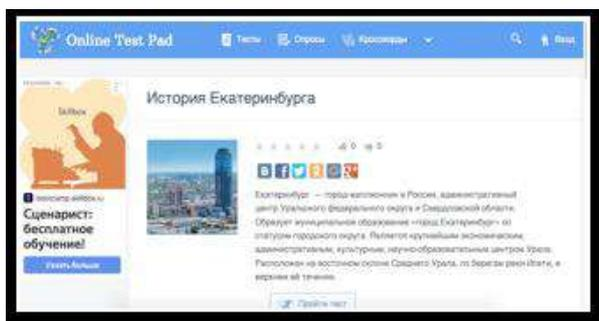 Online Test Pad
Тесты
Опросы
Кроссворды
Вход
Skillbox
История Екатеринбурга
0
0
Екатеринбург — город-миллионник в России, административный
центр Уральского федерального округа и Свердловской области.
Образует муниципальное образование «город Екатеринбург» со
статусом городского округа. Является крупнейшим экономическим,
административным, культурным, научно-образовательным центром Урала.
Расположен на восточном склоне Среднего Урала, по берегам реки Исети, в
верхнем её течении.
Пройти тест
Сценарист:
бесплатное
обучение!
Узнать больше